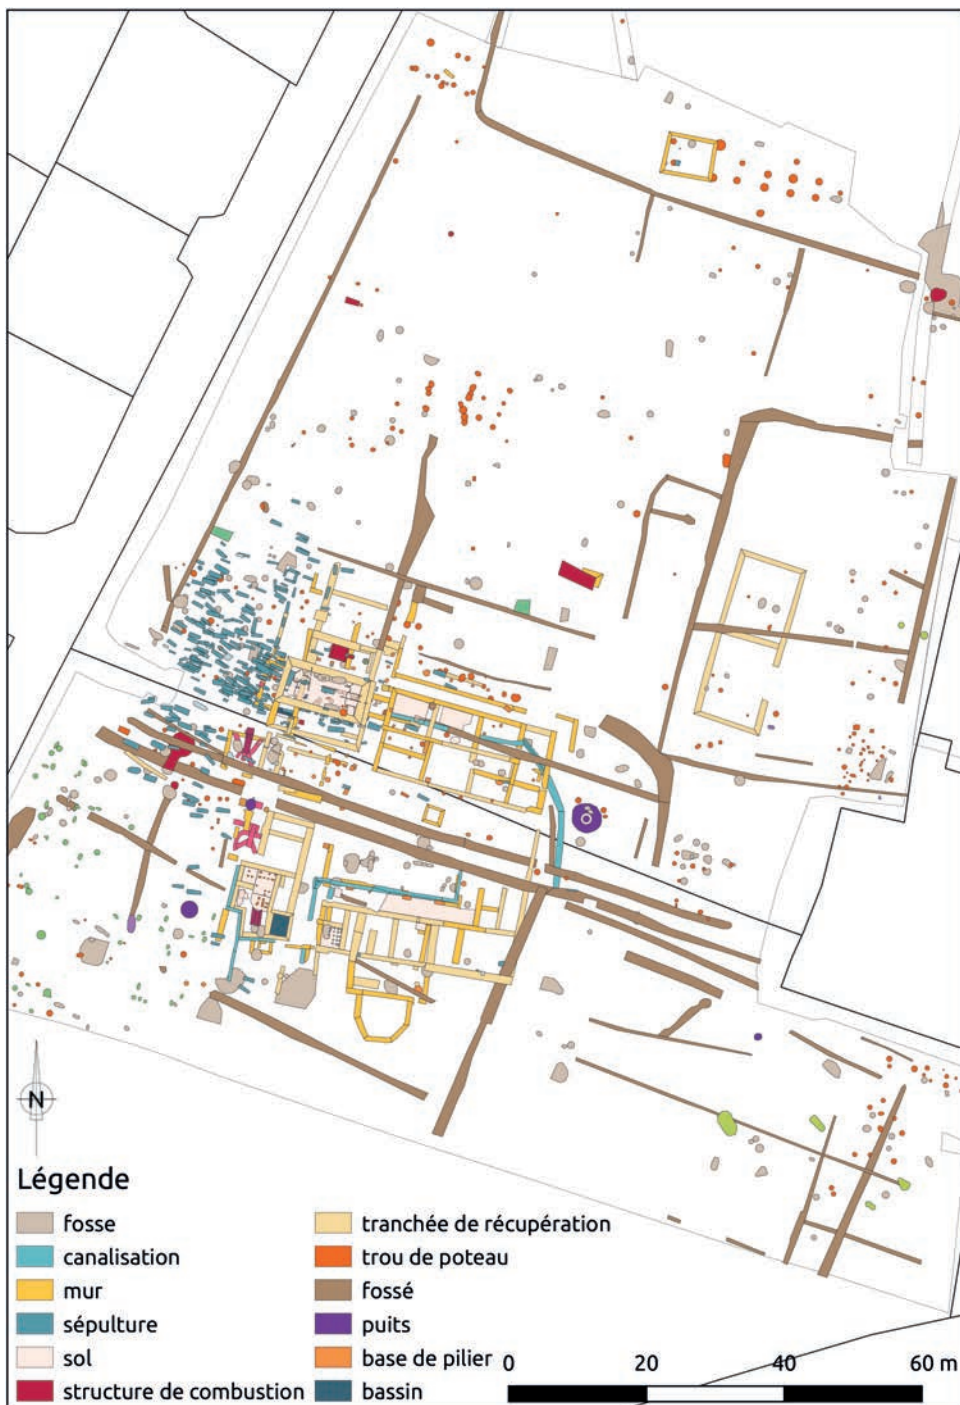 N
Légende
fosse
canalisation
mur
sépulture
sol
structure de combustion
tranchée de récupération
trou de poteau
fossé
puits
base de pilier
bassin
0 20 40 60 m